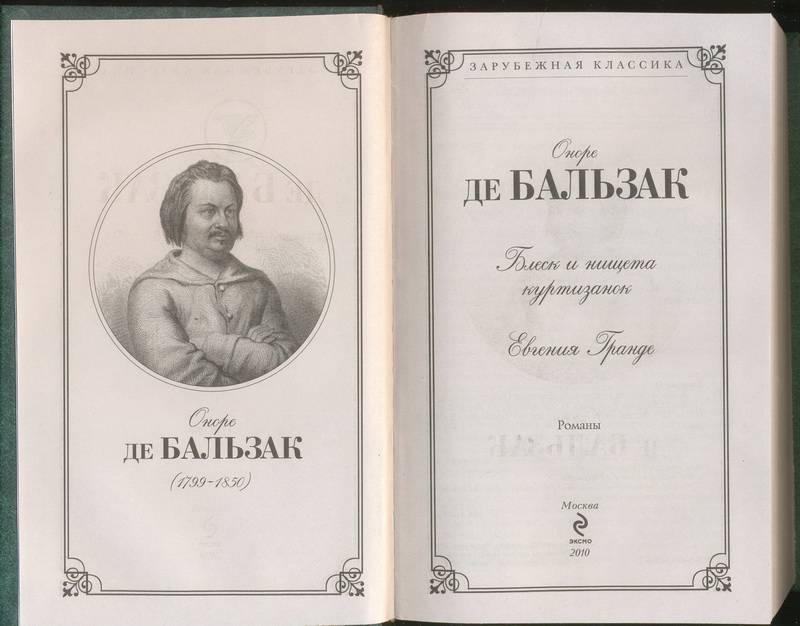 Оноре
ДЕ БАЛЬЗАК
(1799–1850)
ЗАРУБЕЖНАЯ КЛАССИКА
Оноре
ДЕ БАЛЬЗАК
Блеск и нищета
куртизанок
Евгения Гранде
Романы
Москва
ЭКСМО
2010